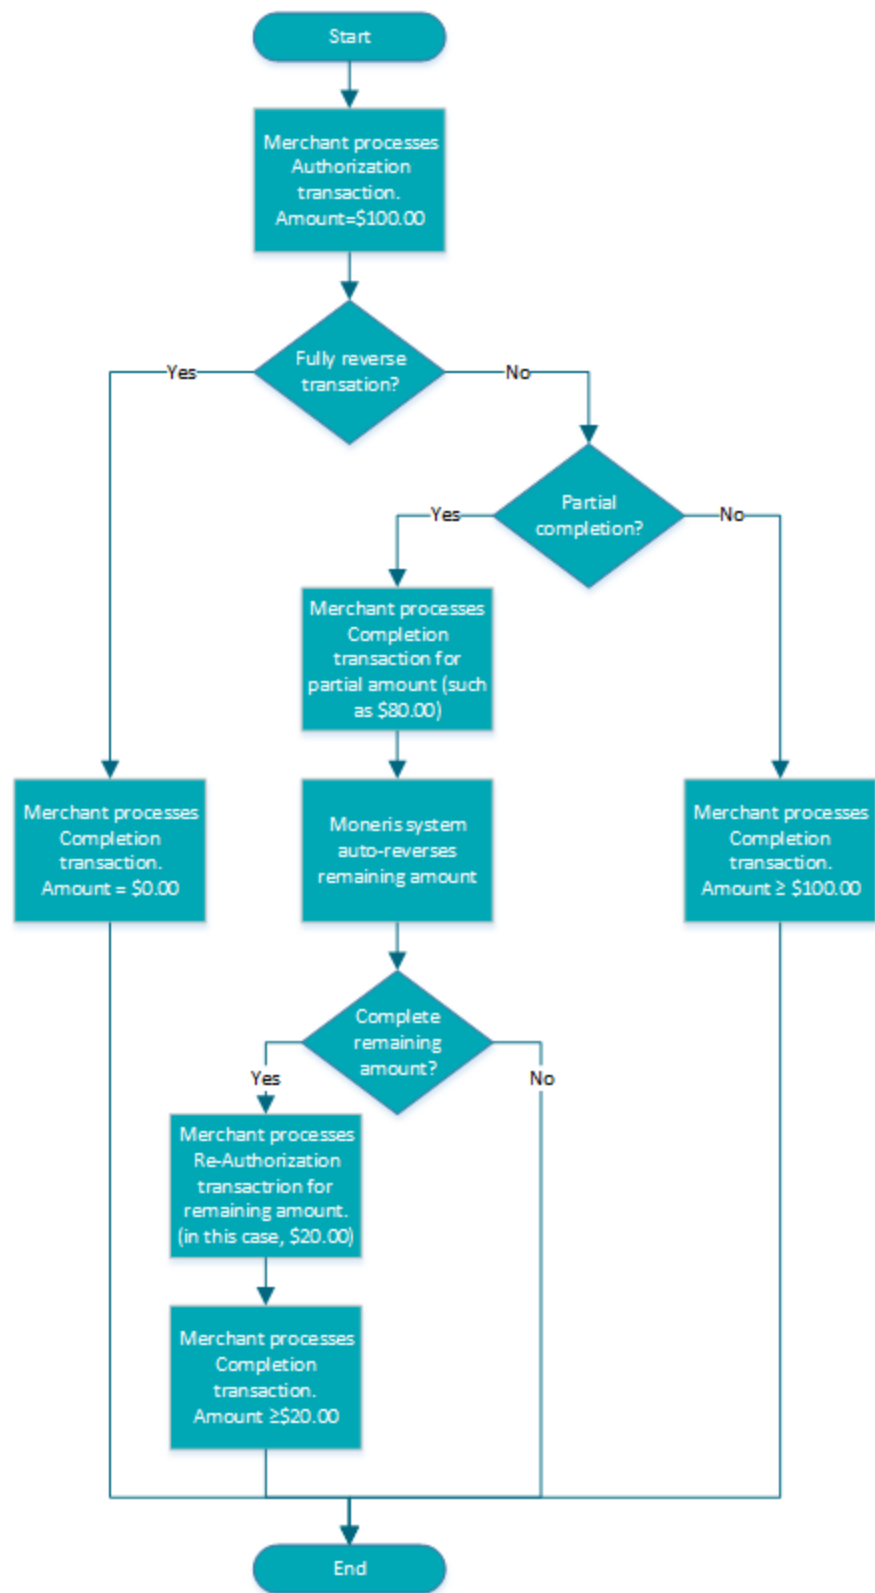 Start
Merchant processes
Authorization
transaction.
Amount=$100.00
Fully reverse
transation?
Yes
No
Partial
completion?
Yes
No
Merchant processes
Completion
transaction for
partial amount (such
as $80.00)
Merchant processes
Completion
transaction.
Amount = $0.00
Moneris system
auto-reverses
remaining amount
Merchant processes
Completion
transaction.
Amount ≥ $100.00
Complete
remaining
amount?
Yes
No
Merchant processes
Re-Authorization
transactrion for
remaining amount.
(in this case, $20.00)
Merchant processes
Completion
transaction.
Amount ≥$20.00
End